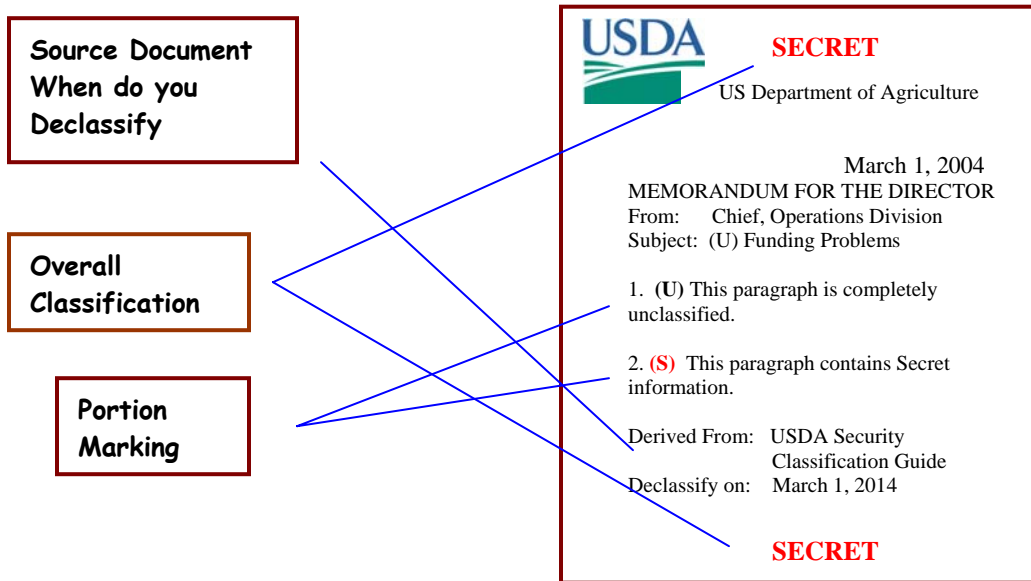 Source Document
When do you
Declassify
Overall
Classification
Portion
Marking
USDA
SECRET
US Department of Agriculture
March 1, 2004
MEMORANDUM FOR THE DIRECTOR
From: Chief, Operations Division
Subject: (U) Funding Problems
1. (U) This paragraph is completely
unclassified.
2. (S) This paragraph contains Secret
information.
Derived From: USDA Security
Classification Guide
Declassify on: March 1, 2014
SECRET